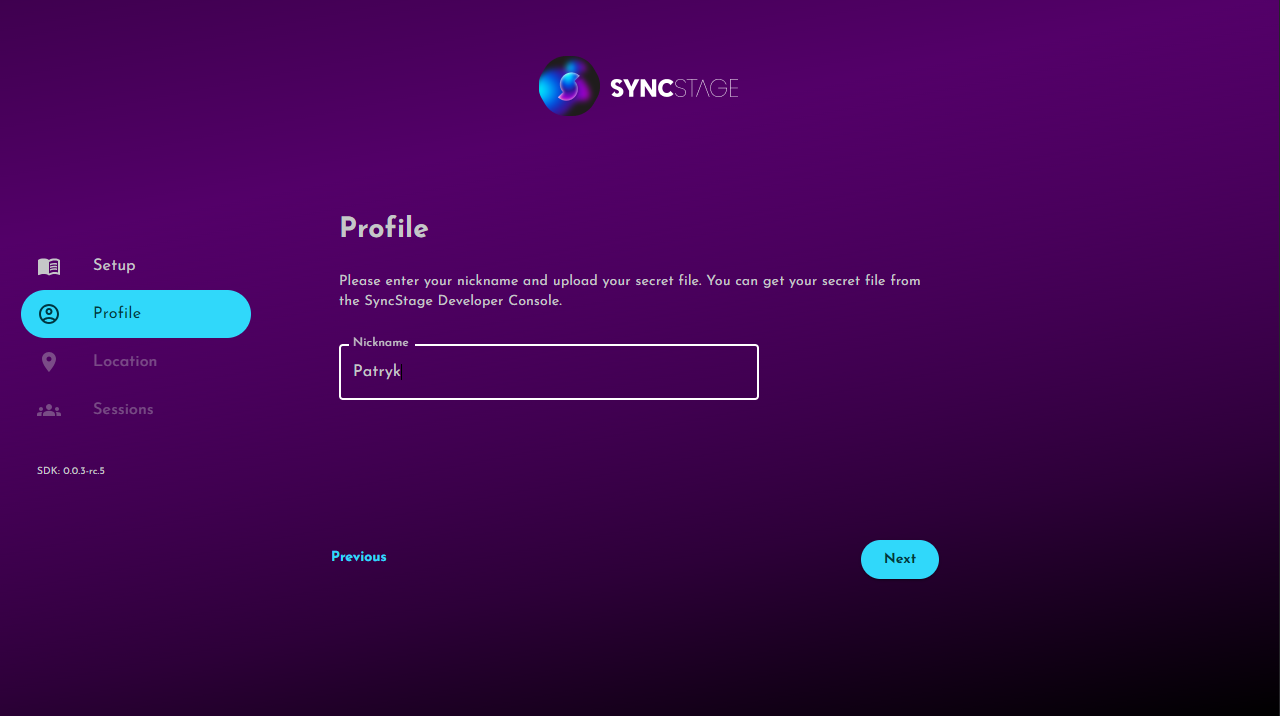 SYNCSTAGE
Setup
Profile
Location
Sessions
SDK: 0.0.3-rc.5
Profile
Please enter your nickname and upload your secret file. You can get your secret file from
the SyncStage Developer Console.
Nickname
Patryk
Previous
Next